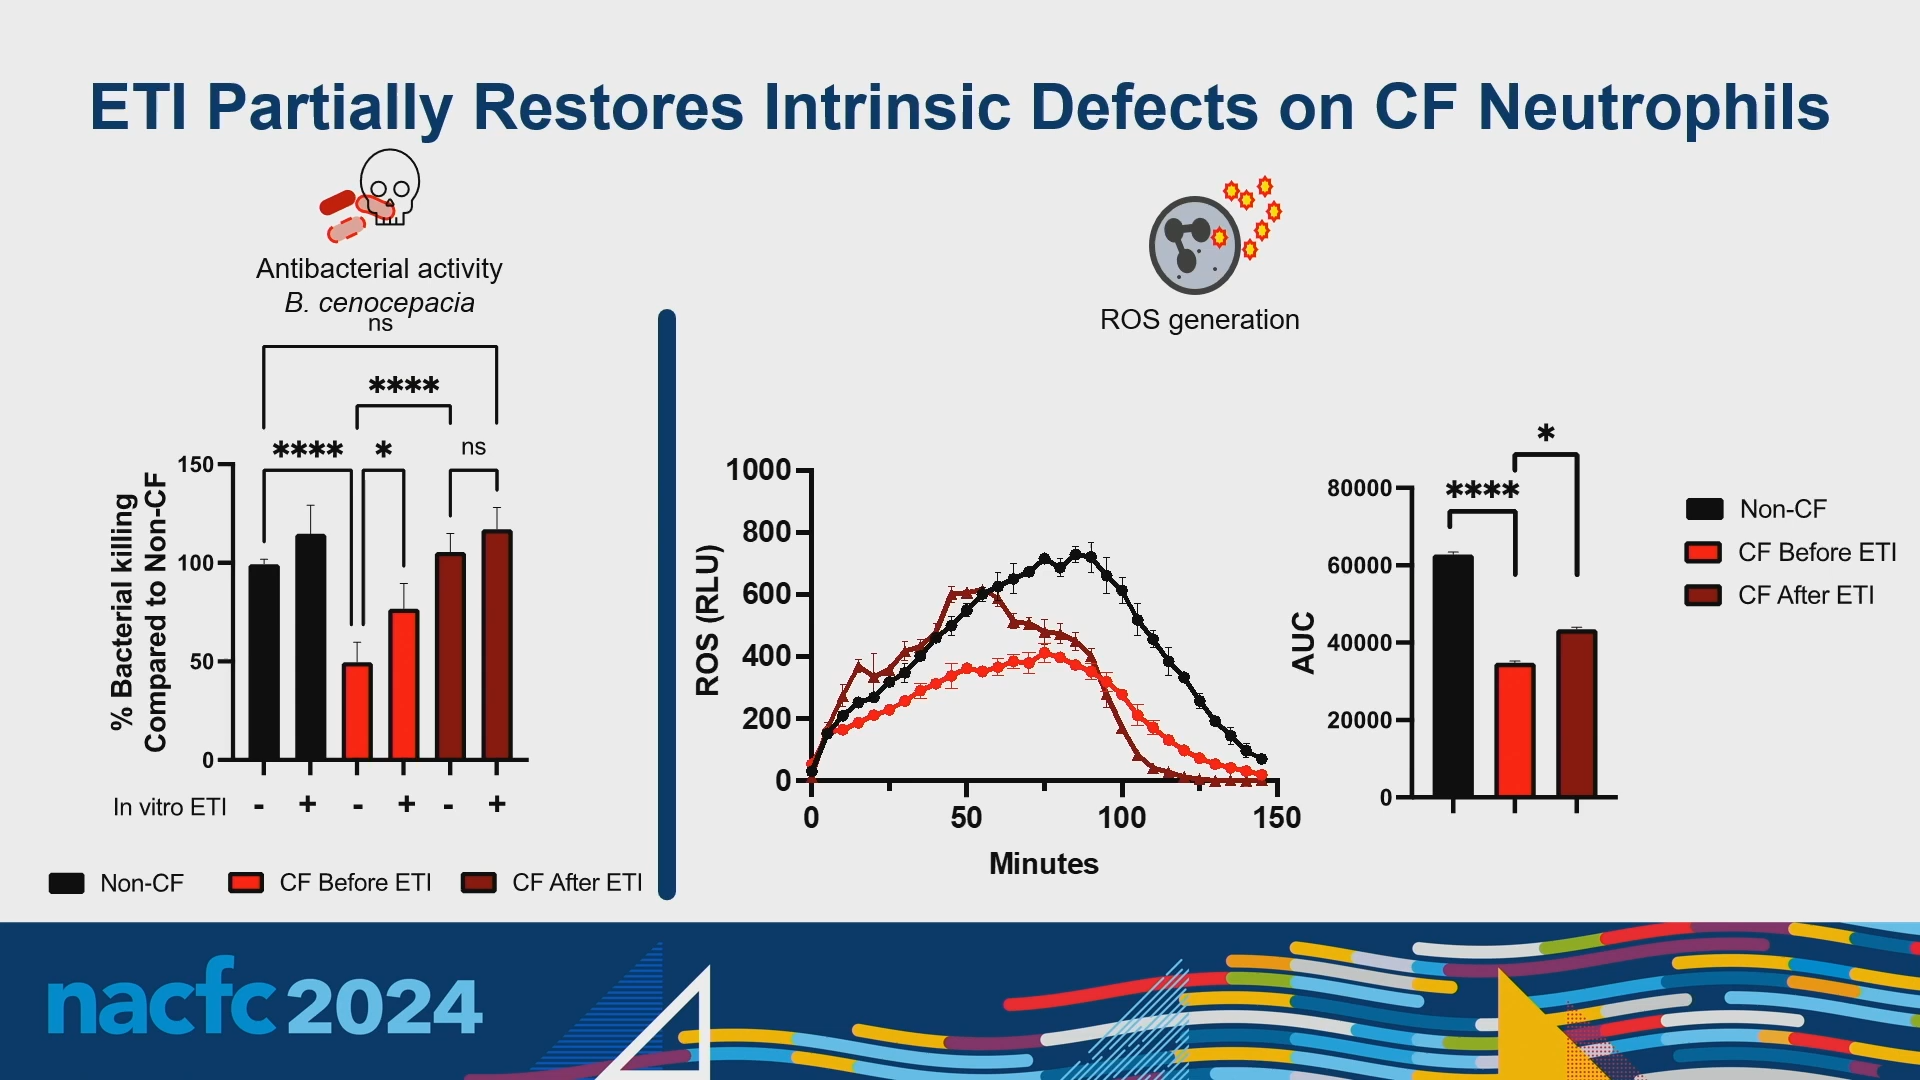 ETI Partially Restores Intrinsic Defects on CF Neutrophils
Antibacterial activity
B. cenocepacia
ns
****
**** * ns
% Bacterial killing
Compared to Non-CF
150
100
50
0
In vitro ETI - + - + - +
Non-CF CF Before ETI CF After ETI
ROS generation
ROS (RLU)
1000
800
600
400
200
0
0 50 100 150
Minutes
*
****
AUC
80000
60000
40000
20000
0
Non-CF
CF Before ETI
CF After ETI
nacfc 2024